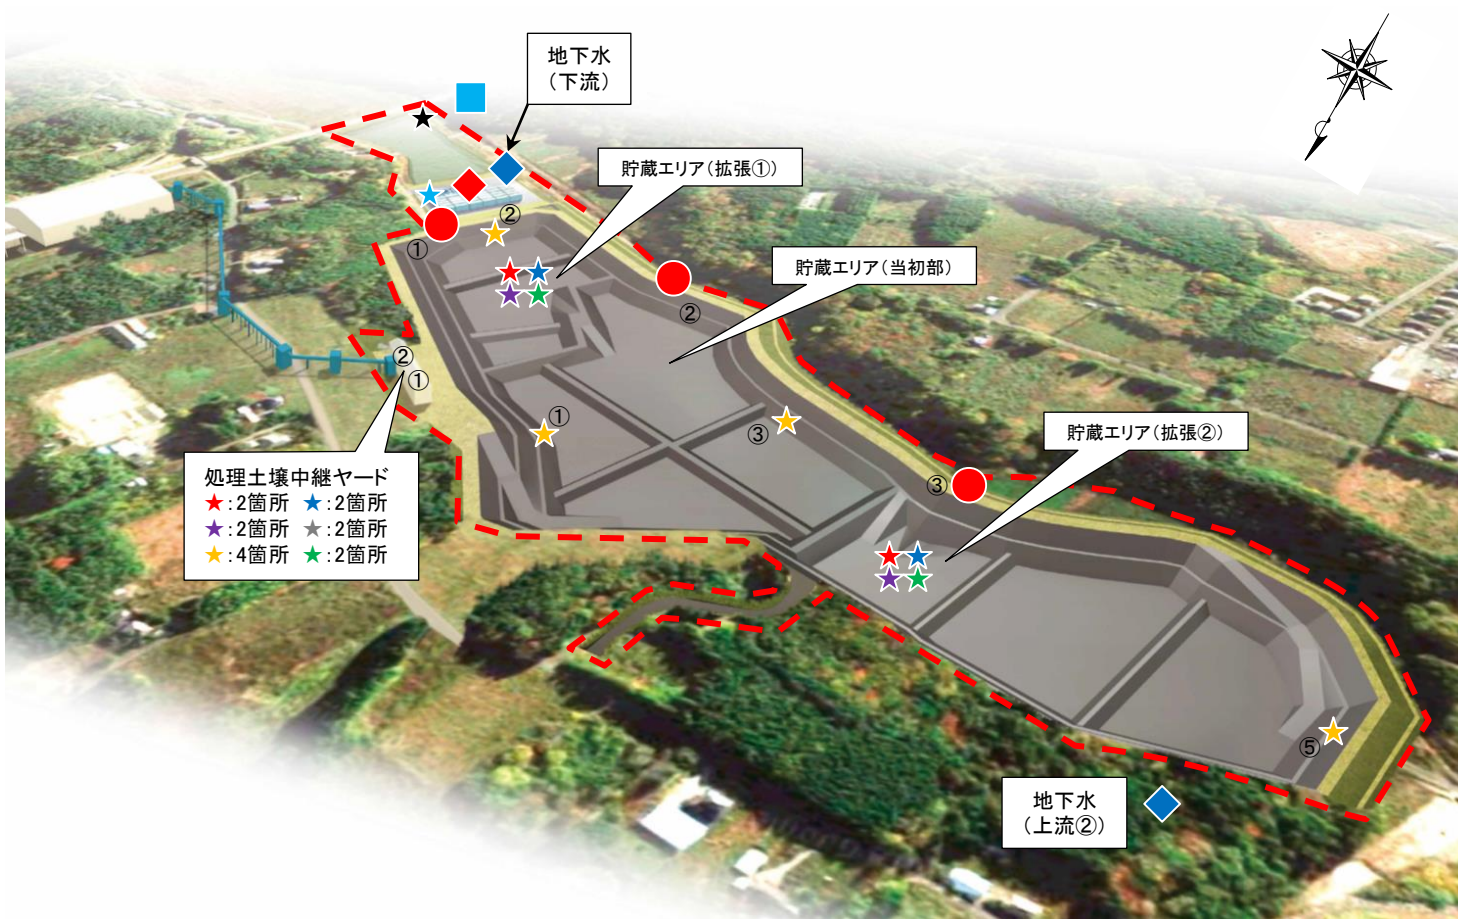 地下水
（下流）
貯蔵エリア（拡張①）
②
①
貯蔵エリア（当初部）
②
②
①
①
③
貯蔵エリア（拡張②）
③
処理土壌中継ヤード
★：2箇所 ★：2箇所
★：2箇所 ★：2箇所
★：4箇所 ★：2箇所
⑤
地下水
（上流②）